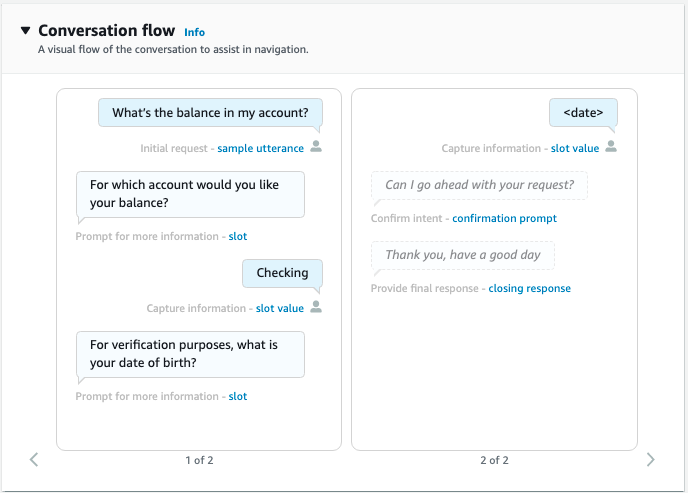 Conversation flow Info
A visual flow of the conversation to assist in navigation.
What's the balance in my account?
Initial request - sample utterance
For which account would you like
your balance?
Prompt for more information - slot
Checking
Capture information - slot value
For verification purposes, what is
your date of birth?
Prompt for more information - slot
1 of 2
<date>
Capture information - slot value
Can I go ahead with your request?
Confirm intent - confirmation prompt
Thank you, have a good day
Provide final response - closing response
2 of 2